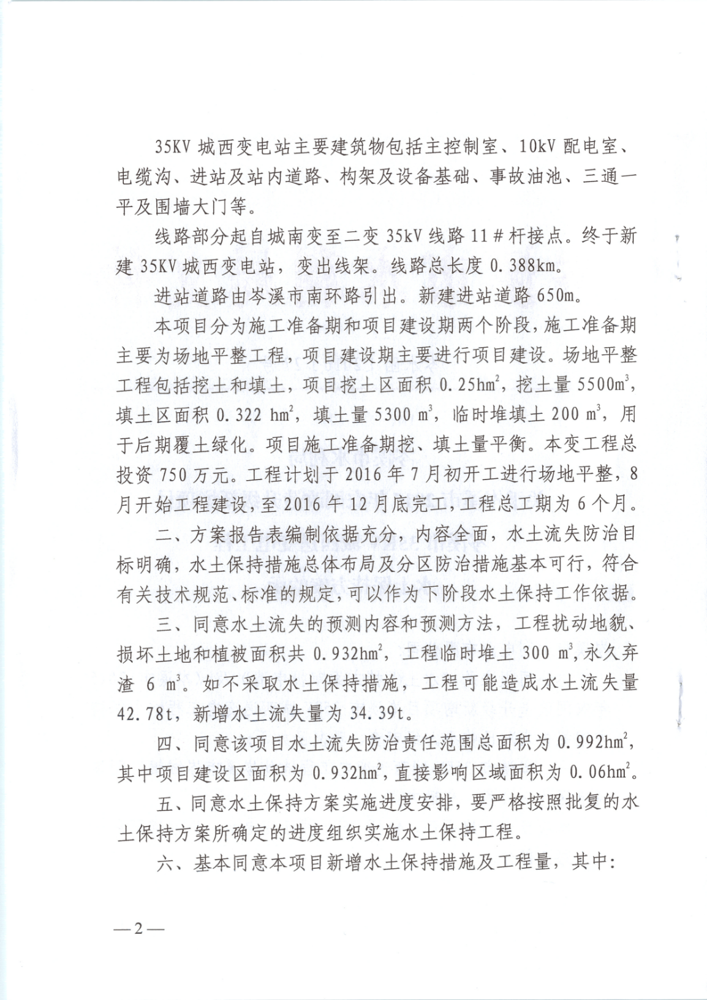 35KV 城西变电站主要建筑物包括主控制室、10kV 配电室、
电缆沟、进站及站内道路、构架及设备基础、事故油池、三通一
平及围墙大门等。
线路部分起自城南变至二变 35kV 线路 11＃杆接点。终于新
建 35KV 城西变电站，变出线架。线路总长度 0.388km。
进站道路由岑溪市南环路引出。新建进站道路 650m。
本项目分为施工准备期和项目建设期两个阶段，施工准备期
主要为场地平整工程，项目建设期主要进行项目建设。场地平整
工程包括挖土和填土，项目挖土区面积 0.25hm²，挖土量 5500m³，
填土区面积 0.322 hm²，填土量 5300 m³，临时堆填土 200 m³，用
于后期覆土绿化。项目施工准备期挖、填土量平衡。本变工程总
投资 750 万元。工程计划于 2016 年 7 月初开工进行场地平整，8
月开始工程建设，至 2016 年 12 月底完工，工程总工期为 6 个月。
二、方案报告表编制依据充分，内容全面，水土流失防治目
标明确，水土保持措施总体布局及分区防治措施基本可行，符合
有关技术规范、标准的规定，可以作为下阶段水土保持工作依据。
三、同意水土流失的预测内容和预测方法，工程扰动地貌、
损坏土地和植被面积共 0.932hm²，工程临时堆土 300 m³，永久弃
渣 6 m³。如不采取水土保持措施，工程可能造成水土流失量
42.78t，新增水土流失量为 34.39t。
四、同意该项目水土流失防治责任范围总面积为 0.992hm²，
其中项目建设区面积为 0.932hm²，直接影响区域面积为 0.06hm²。
五、同意水土保持方案实施进度安排，要严格按照批复的水
土保持方案所确定的进度组织实施水土保持工程。
六、基本同意本项目新增水土保持措施及工程量，其中：
—2—